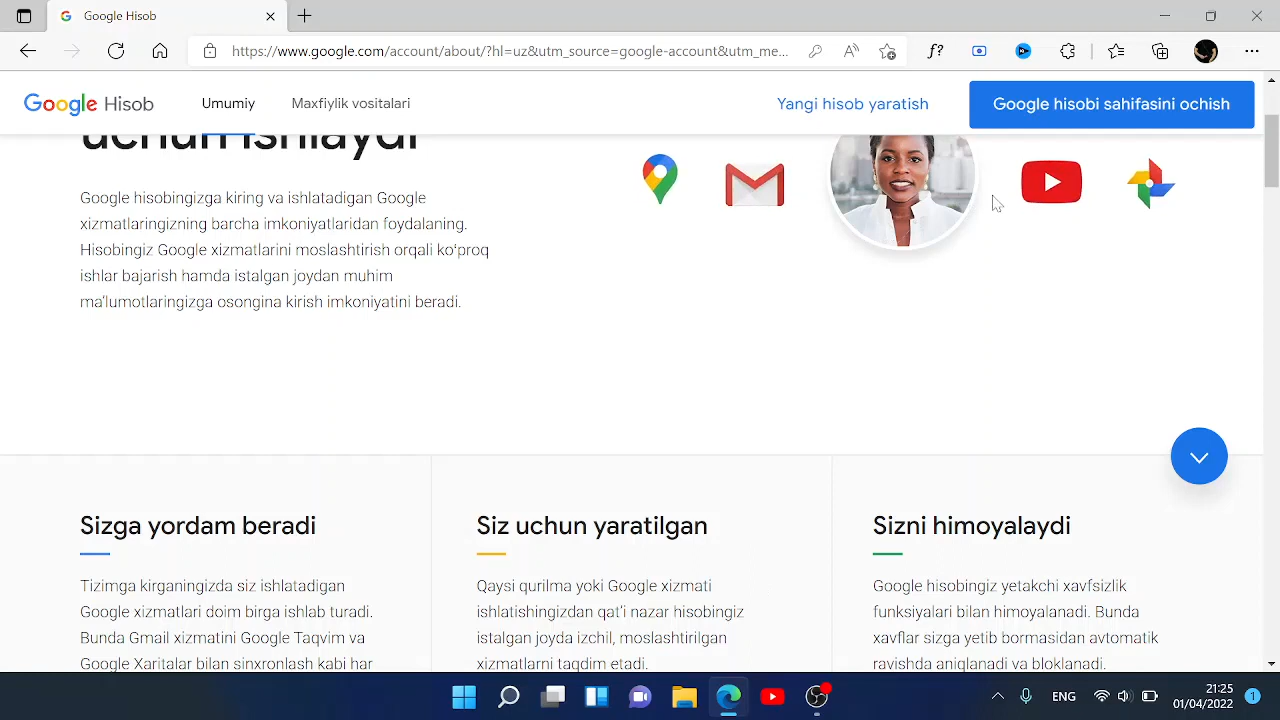 Google Hisob
https://www.google.com/account/about/?hl=uz&utm_source=google-account&utm_me...
Google Hisob
Umumiy
Maxfiylik vositalari
Yangi hisob yaratish
Google hisobi sahifasini ochish
uchun ishlaydi
Google hisobingizga kiring va ishlatadigan Google
xizmatlaringizning barcha imkoniyatlaridan foydalaning.
Hisobingiz Google xizmatlarini moslashtirish orqali koʻproq
ishlar bajarish hamda istalgan joydan muhim
maʼlumotlaringizga osongina kirish imkoniyatini beradi.
Sizga yordam beradi
Tizimga kirganingizda siz ishlatadigan
Google xizmatlari doim birga ishlab turadi.
Bunda Gmail xizmatini Google Taqvim va
Google Xaritalar bilan sinxronlash kabi har
Siz uchun yaratilgan
Qaysi qurilma yoki Google xizmati
ishlatishingizdan qatʼi nazar hisobingiz
istalgan joyda izchil, moslashtirilgan
xizmatlarni taqdim etadi.
Sizni himoyalaydi
Google hisobingiz yetakchi xavfsizlik
funksiyalari bilan himoyalanadi. Bunda
xavflar sizga yetib bormasidan avtomatik
ravishda aniqlanadi va bloklanadi.
ENG
21:25
01/04/2022
1